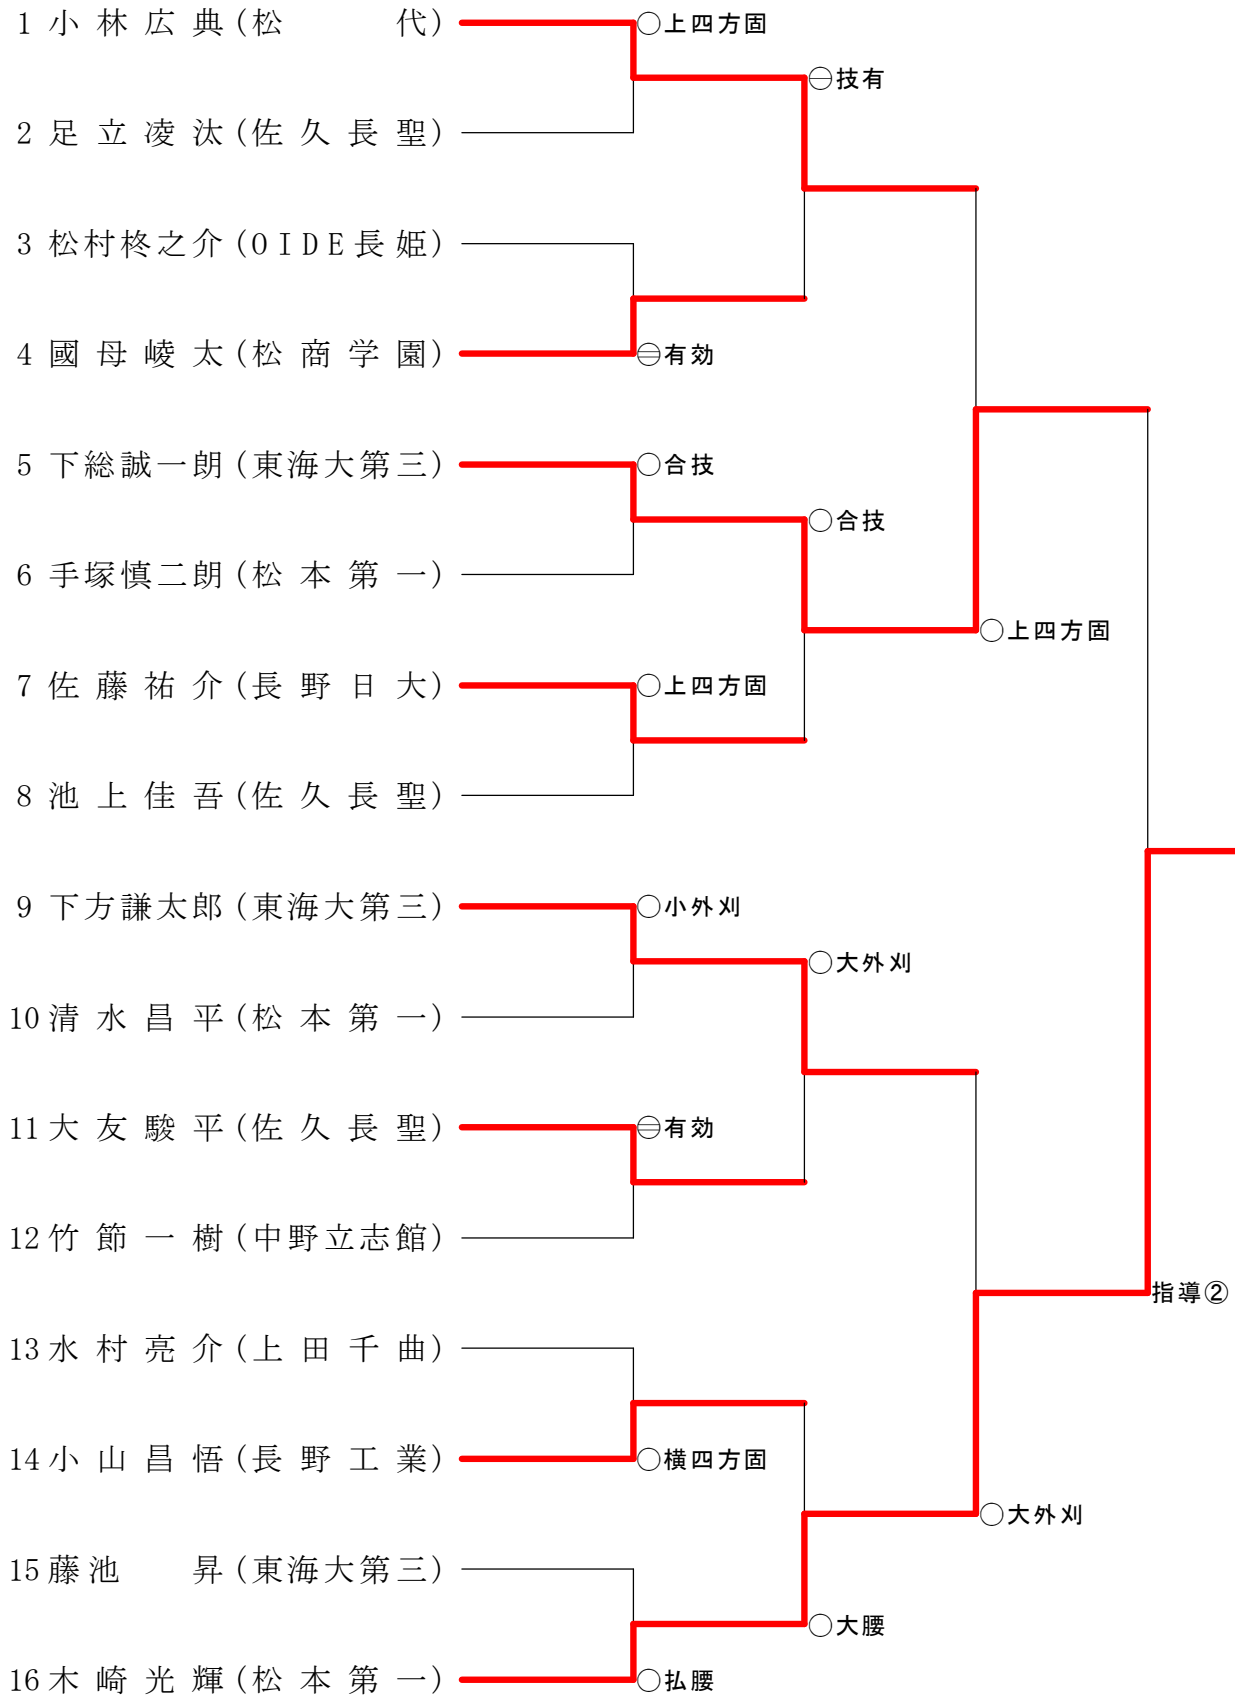 1 小林広典(松　　代) ○上四方固
㊀技有
2 足立凌汰(佐久長聖)
3 松村柊之介(OIDE長姫)
4 國母崚太(松商学園) ㊁有効
5 下総誠一朗(東海大第三) ○合技
○合技
6 手塚慎二朗(松本第一)
○上四方固
7 佐藤祐介(長野日大) ○上四方固
8 池上佳吾(佐久長聖)
9 下方謙太郎(東海大第三) ○小外刈
○大外刈
10 清水昌平(松本第一)
11 大友駿平(佐久長聖) ㊁有効
12 竹節一樹(中野立志館)
指導②
13 水村亮介(上田千曲)
14 小山昌悟(長野工業) ○横四方固
○大外刈
15 藤池　昇(東海大第三)
○大腰
16 木崎光輝(松本第一) ○払腰